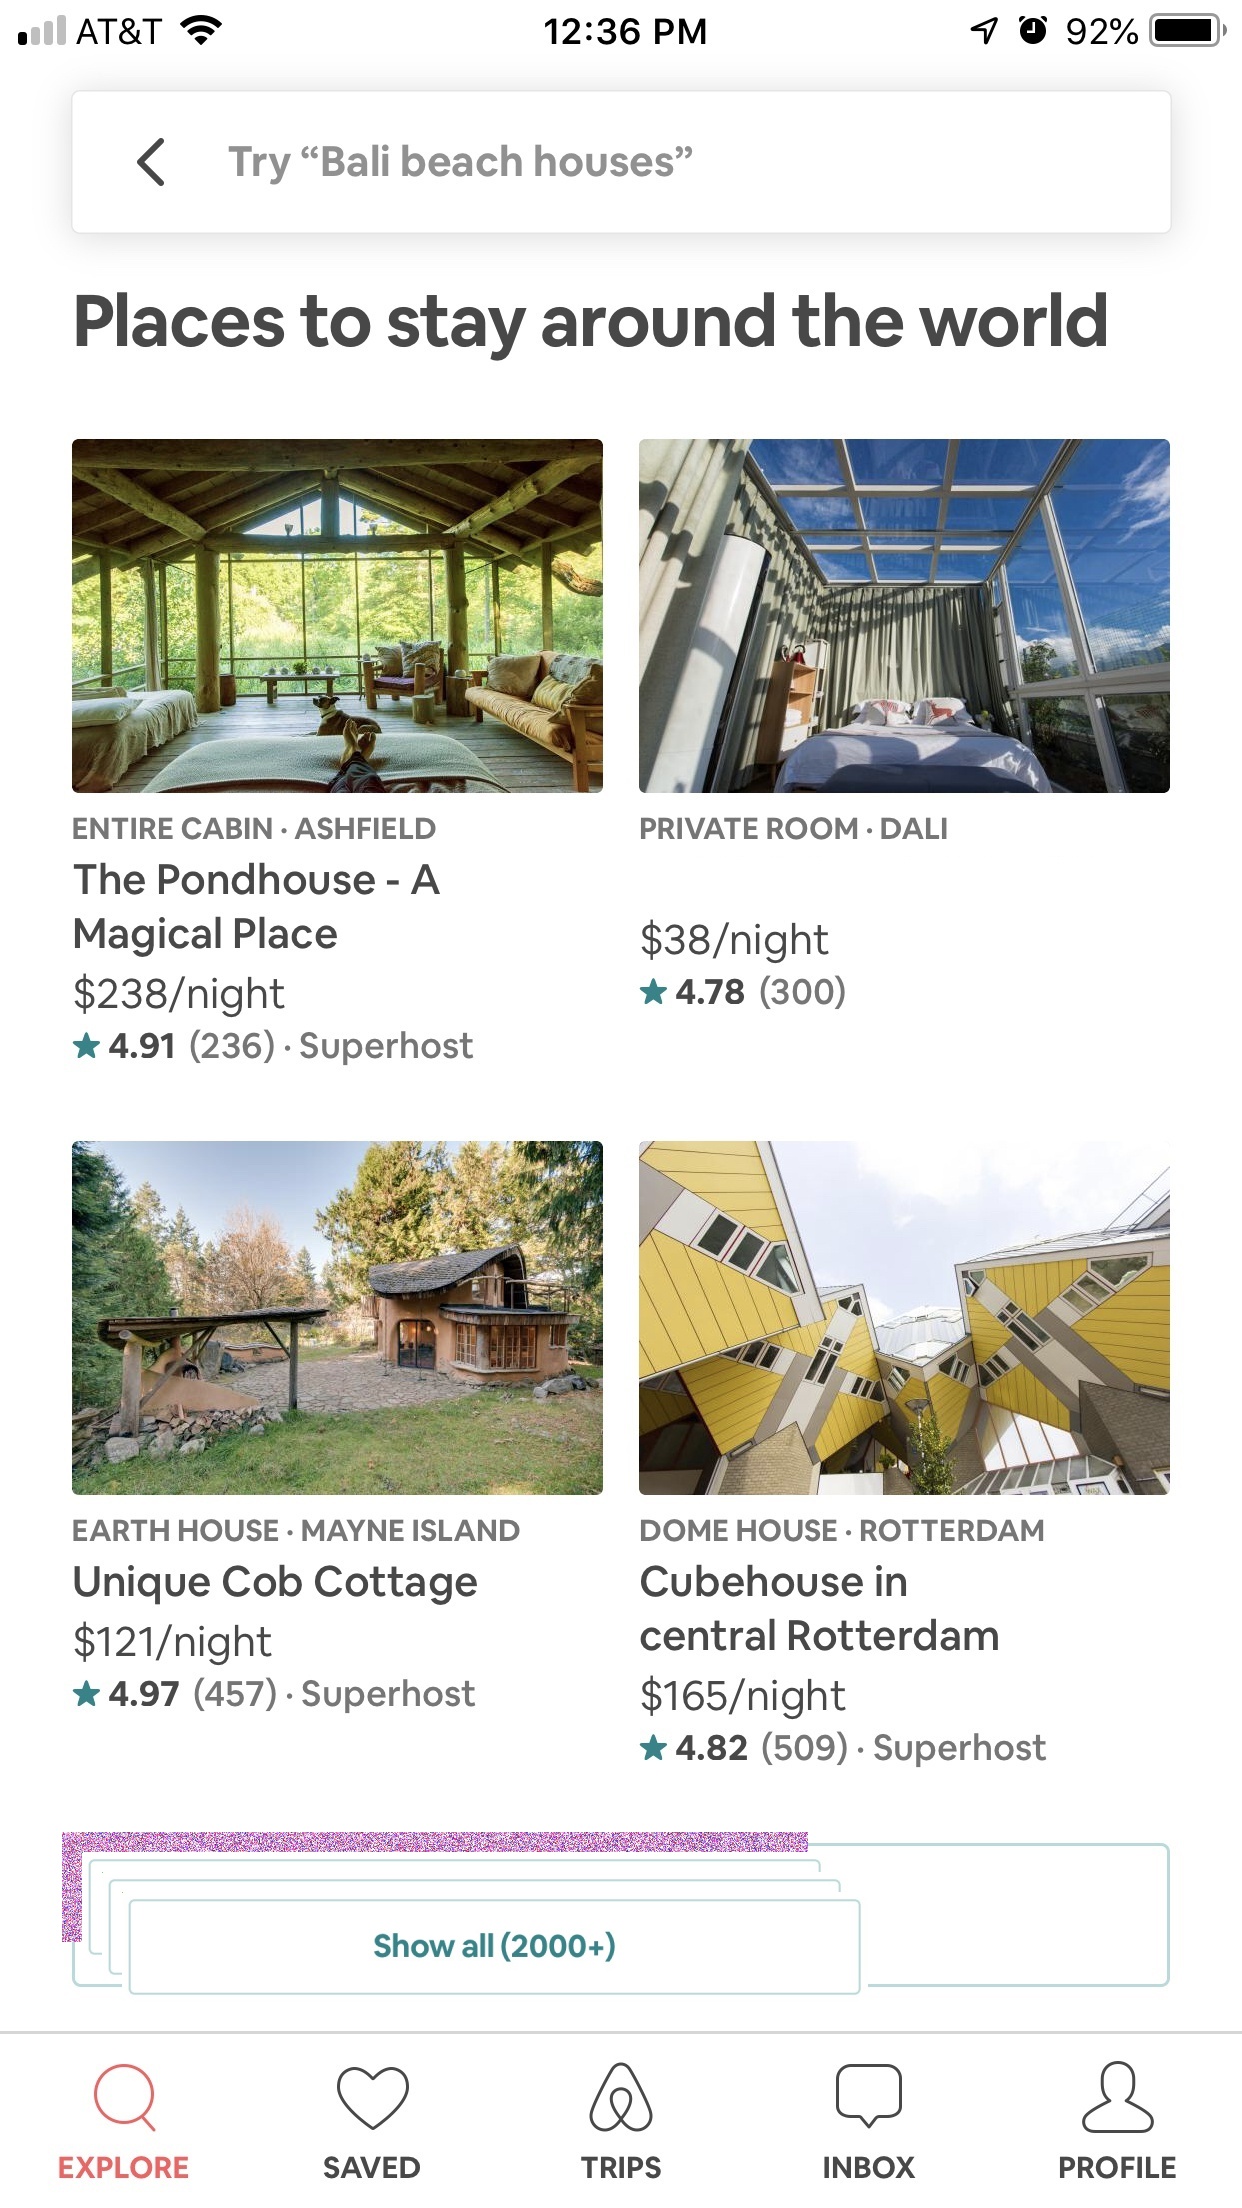 AT&T 12:36 PM 92%
Try “Bali beach houses”
Places to stay around the world
ENTIRE CABIN · ASHFIELD
The Pondhouse - A
Magical Place
$238/night
4.91 (236) · Superhost
PRIVATE ROOM · DALI
$38/night
4.78 (300)
EARTH HOUSE · MAYNE ISLAND
Unique Cob Cottage
$121/night
4.97 (457) · Superhost
DOME HOUSE · ROTTERDAM
Cubehouse in
central Rotterdam
$165/night
4.82 (509) · Superhost
Show all (2000+)
EXPLORE SAVED TRIPS INBOX PROFILE